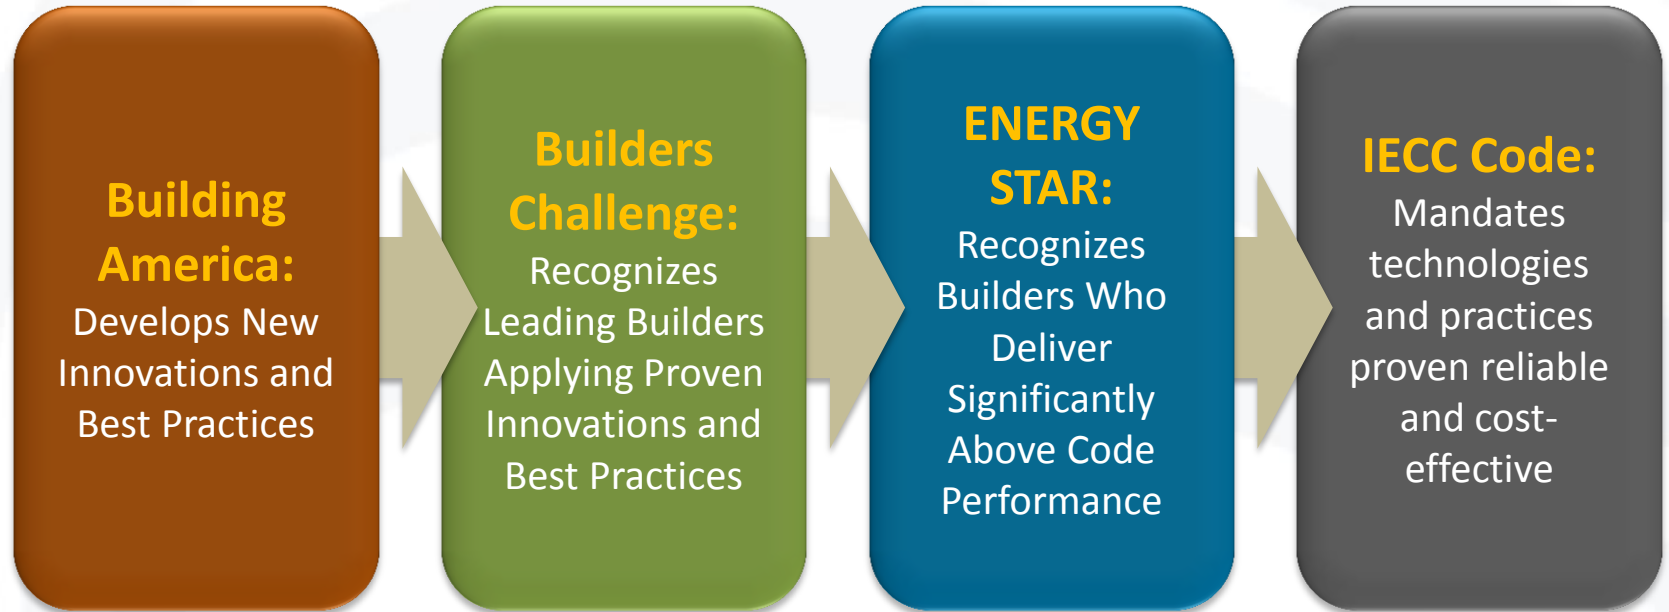 Building
America:
Develops New
Innovations and
Best Practices
Builders
Challenge:
Recognizes
Leading Builders
Applying Proven
Innovations and
Best Practices
ENERGY
STAR:
Recognizes
Builders Who
Deliver
Significantly
Above Code
Performance
IECC Code:
Mandates
technologies
and practices
proven reliable
and cost-
effective